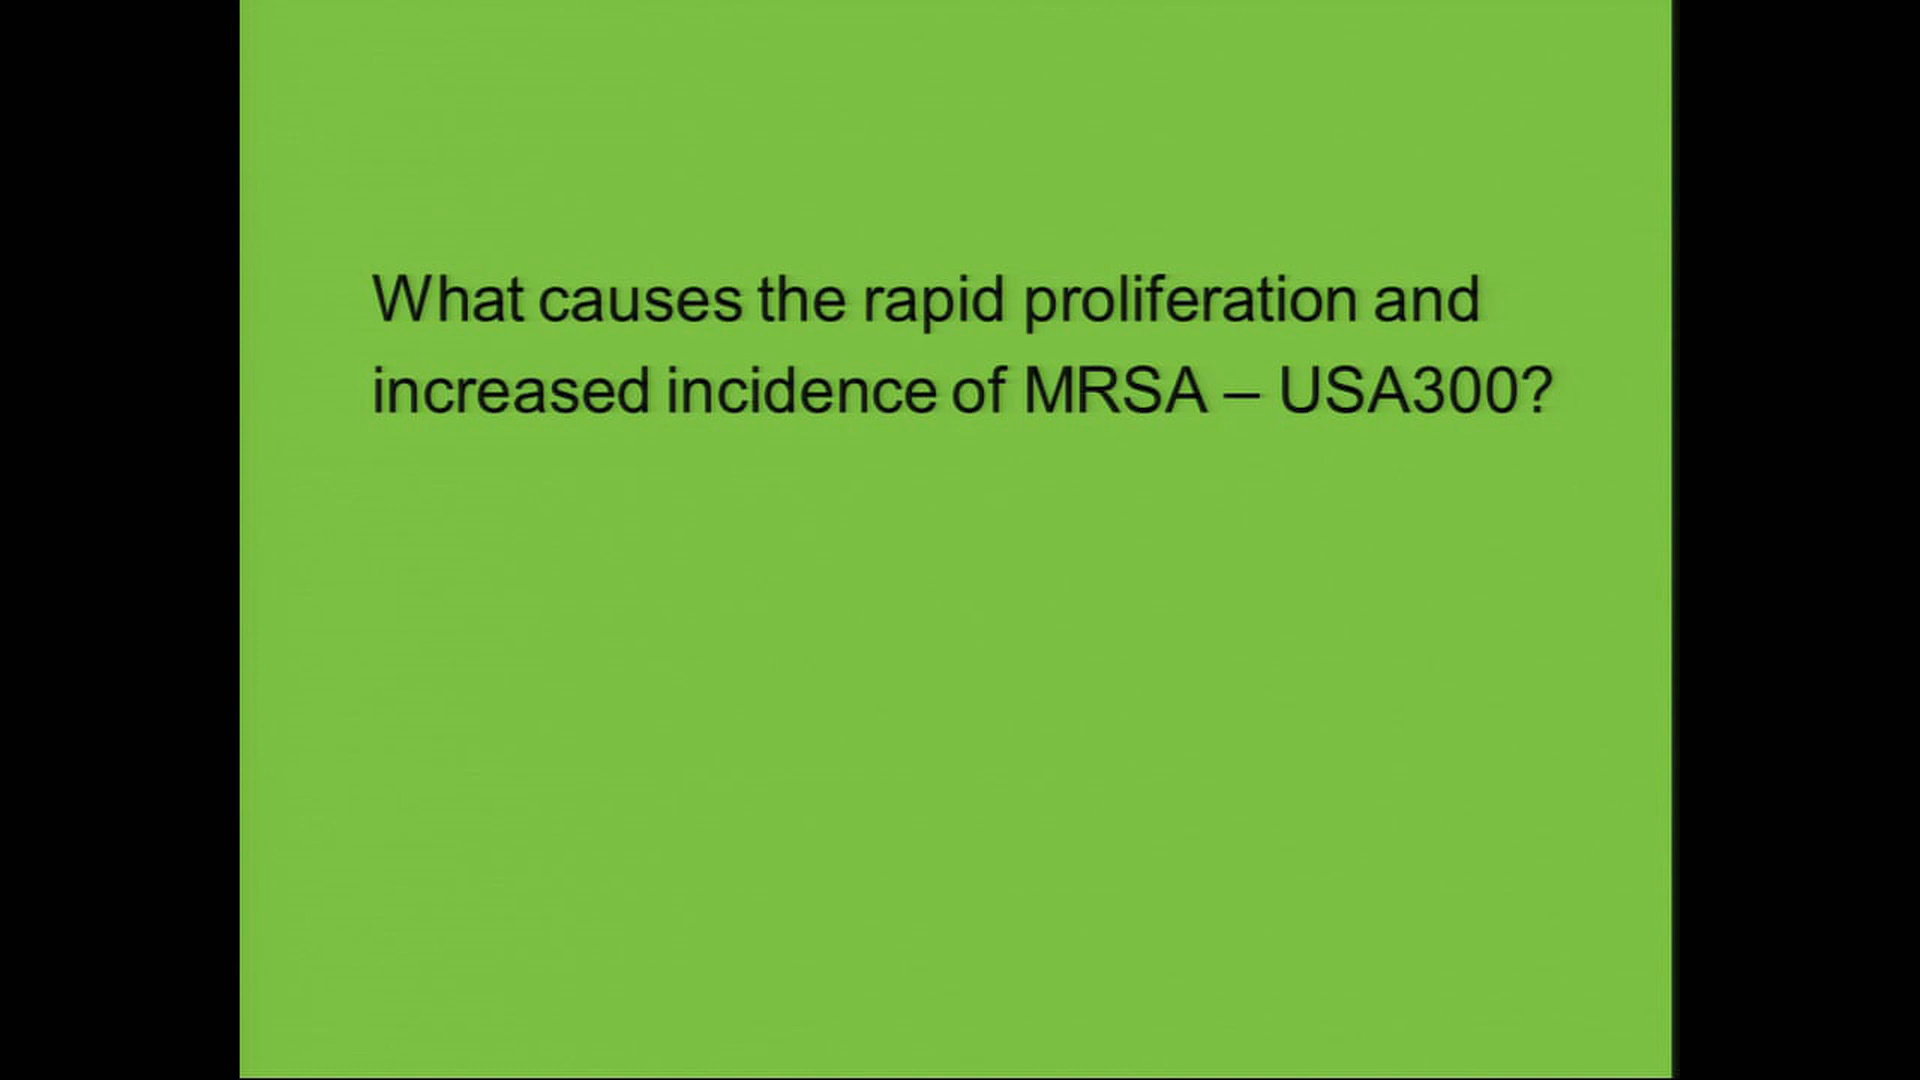 What causes the rapid proliferation and
increased incidence of MRSA – USA300?